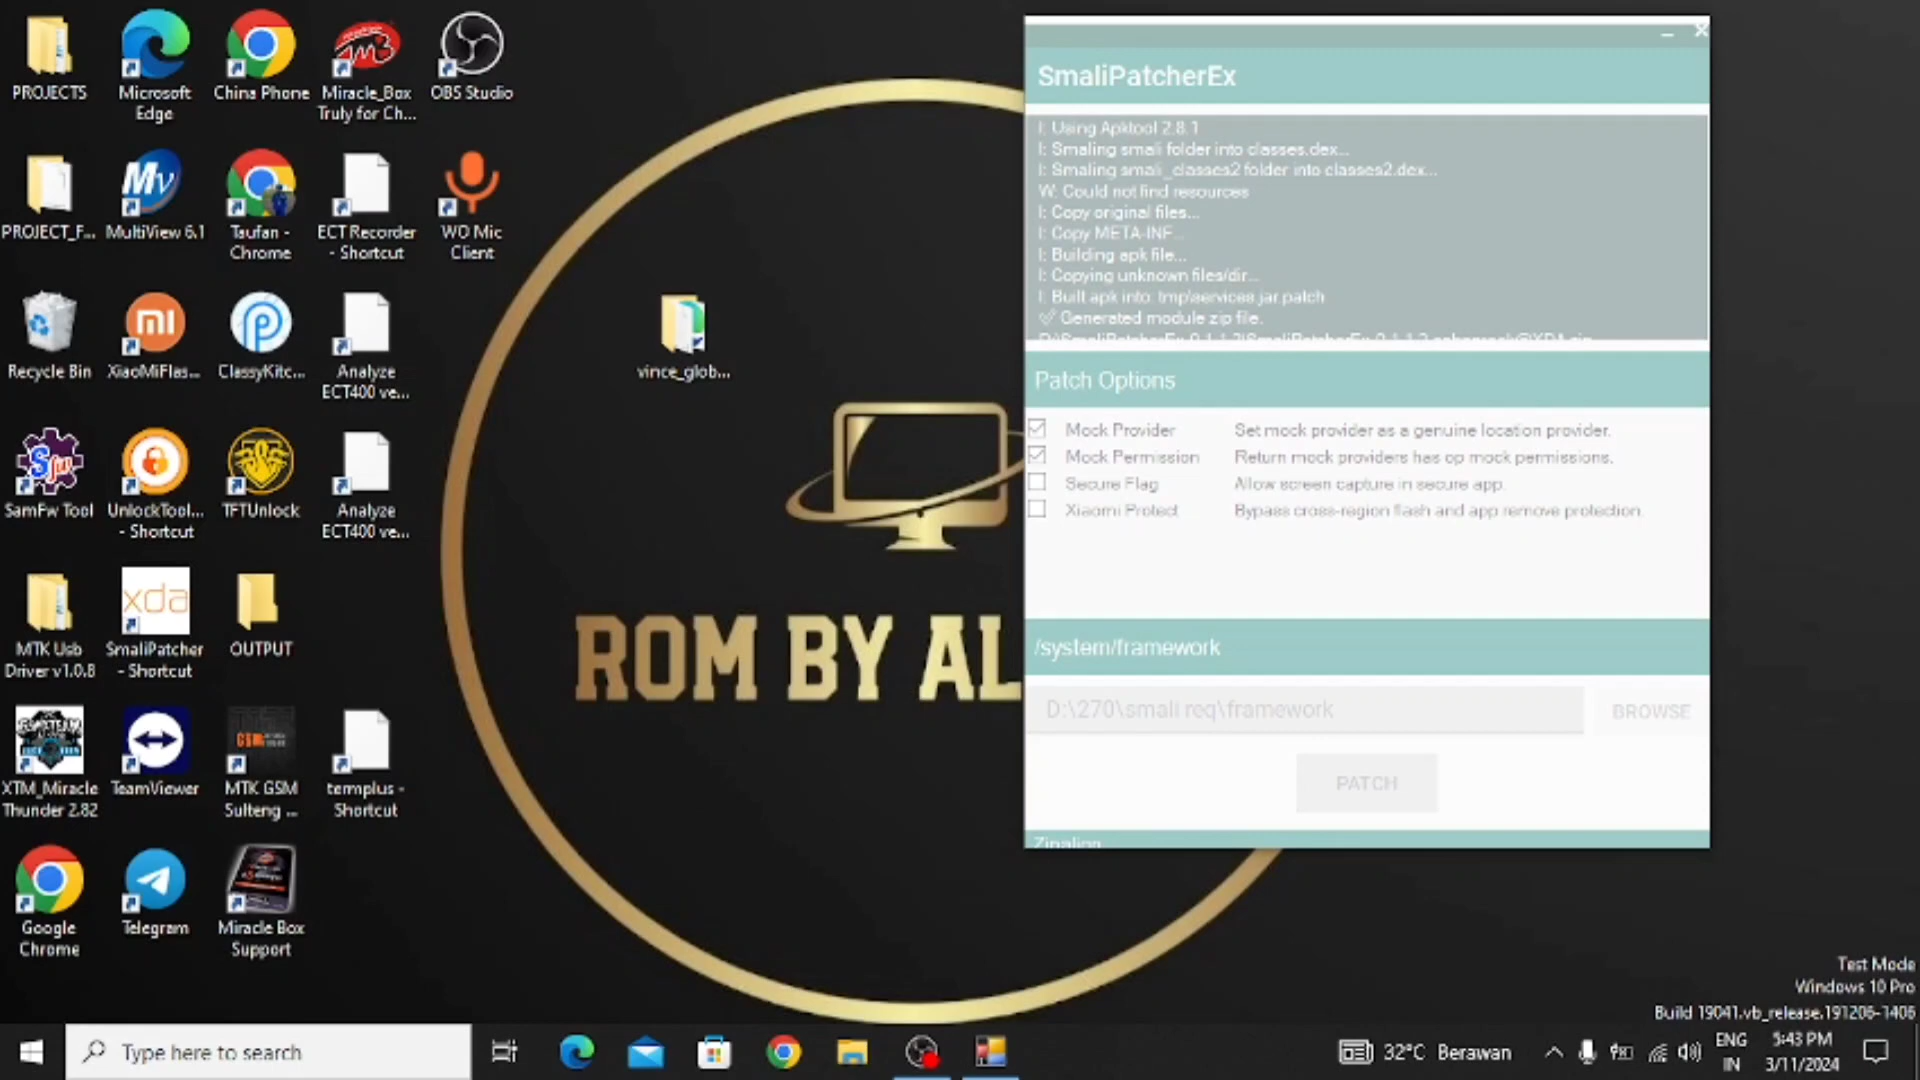 PROJECTS
Microsoft
Edge
China Phone
Miracle_Box
Truly for Ch...
OBS Studio
PROJECT_F...
MultiView 6.1
Taufan -
Chrome
ECT Recorder
- Shortcut
WO Mic
Client
Recycle Bin
XiaoMiFlas...
ClassyKitc...
Analyze
ECT400 ve...
vince_glob...
SamFw Tool
UnlockTool...
- Shortcut
TFTUnlock
Analyze
ECT400 ve...
xda
MTK Usb
Driver v1.0.8
SmaliPatcher
- Shortcut
OUTPUT
XTM_Miracle
Thunder 2.82
TeamViewer
MTK GSM
Sulteng ...
termplus -
Shortcut
Google
Chrome
Telegram
Miracle Box
Support
ROM BY AL
SmaliPatcherEx
I: Using Apktool 2.8.1
I: Smaling smali folder into classes.dex...
I: Smaling smali_classes2 folder into classes2.dex...
W: Could not find resources
I: Copy original files...
I: Copy META-INF...
I: Building apk file...
I: Copying unknown files/dir...
I: Built apk into: tmp\services.jar.patch
✅ Generated module zip file.
Patch Options
Mock Provider Set mock provider as a genuine location provider.
Mock Permission Return mock providers has op mock permissions.
Secure Flag Allow screen capture in secure app.
Xiaomi Protect Bypass cross-region flash and app remove protection.
/system/framework
D:\270\smali req\framework BROWSE
PATCH
Zipalign
Test Mode
Windows 10 Pro
Build 19041.vb_release.191206-1406
Type here to search
32°C Berawan
ENG
IN
5:43 PM
3/11/2024